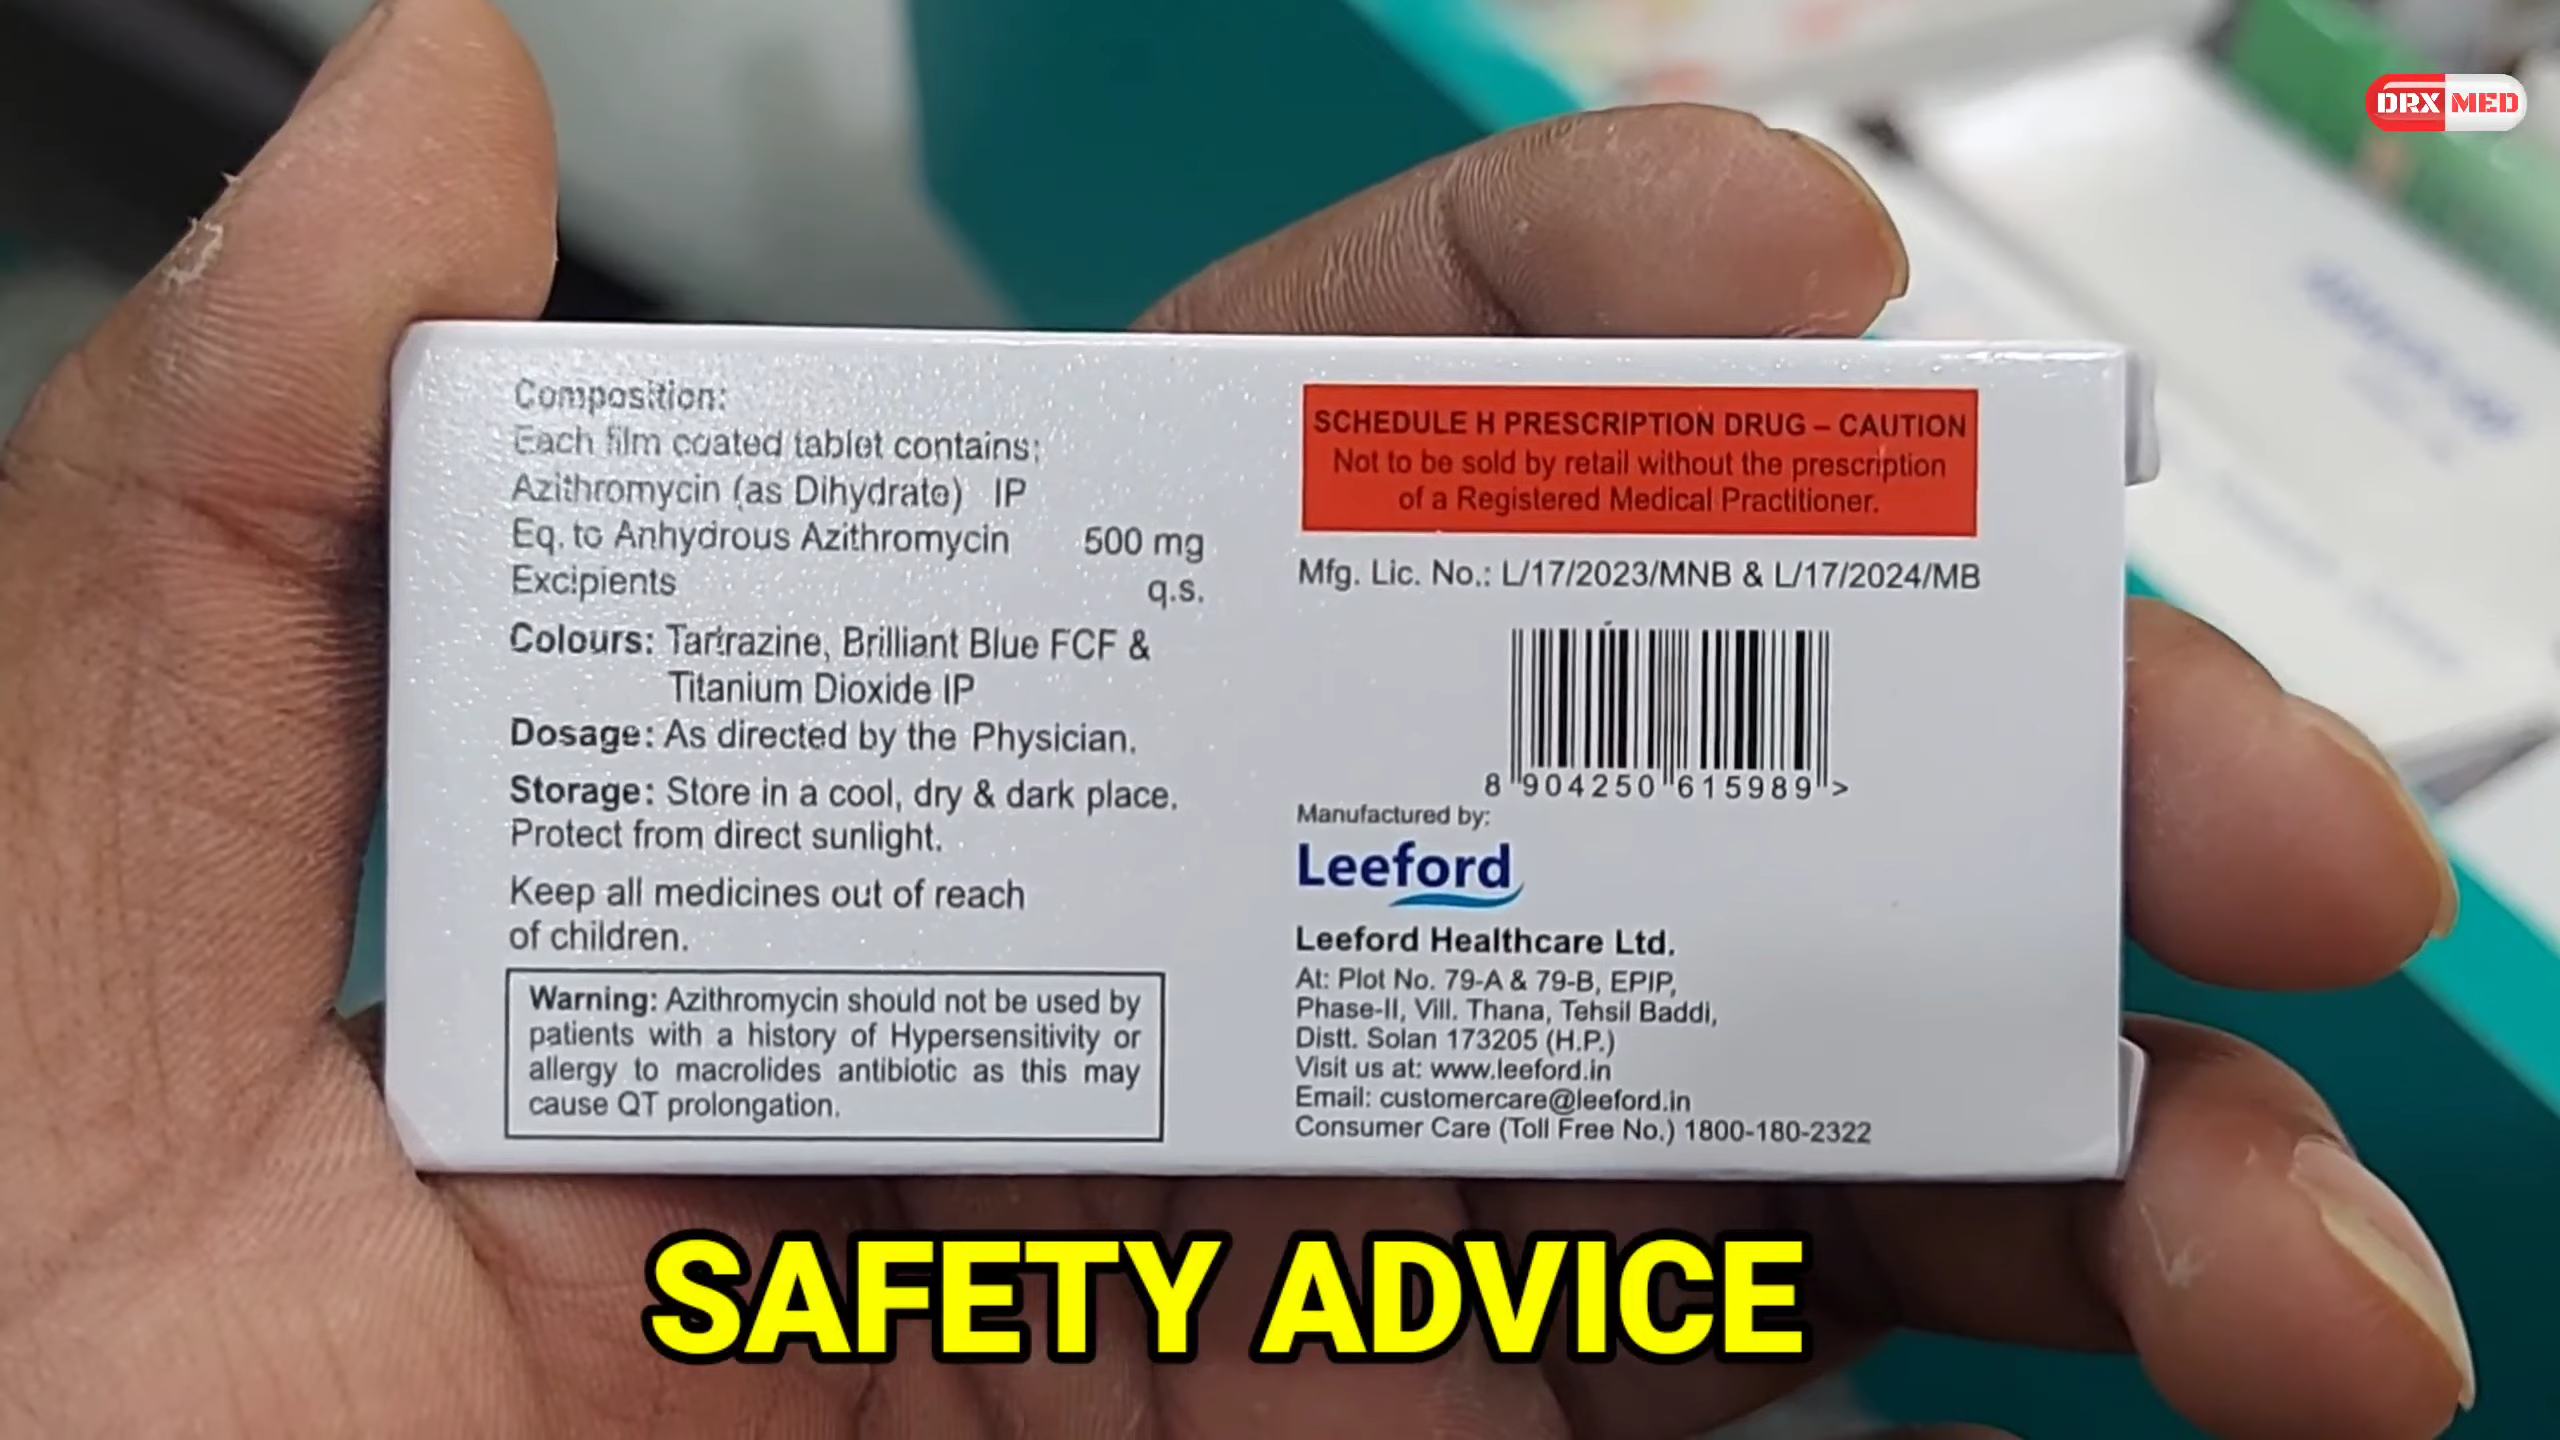 DRX MED
Composition:
Each film coated tablet contains:
Azithromycin (as Dihydrate) IP
Eq. to Anhydrous Azithromycin 500 mg
Excipients q.s.
Colours: Tartrazine, Brilliant Blue FCF &
Titanium Dioxide IP
Dosage: As directed by the Physician.
Storage: Store in a cool, dry & dark place.
Protect from direct sunlight.
Keep all medicines out of reach
of children.
Warning: Azithromycin should not be used by
patients with a history of Hypersensitivity or
allergy to macrolides antibiotic as this may
cause QT prolongation.
SCHEDULE H PRESCRIPTION DRUG – CAUTION
Not to be sold by retail without the prescription
of a Registered Medical Practitioner.
Mfg. Lic. No.: L/17/2023/MNB & L/17/2024/MB
8 904250 615989 >
Manufactured by:
Leeford
Leeford Healthcare Ltd.
At: Plot No. 79-A & 79-B, EPIP,
Phase-II, Vill. Thana, Tehsil Baddi,
Distt. Solan 173205 (H.P.)
Visit us at: www.leeford.in
Email: customercare@leeford.in
Consumer Care (Toll Free No.) 1800-180-2322
SAFETY ADVICE